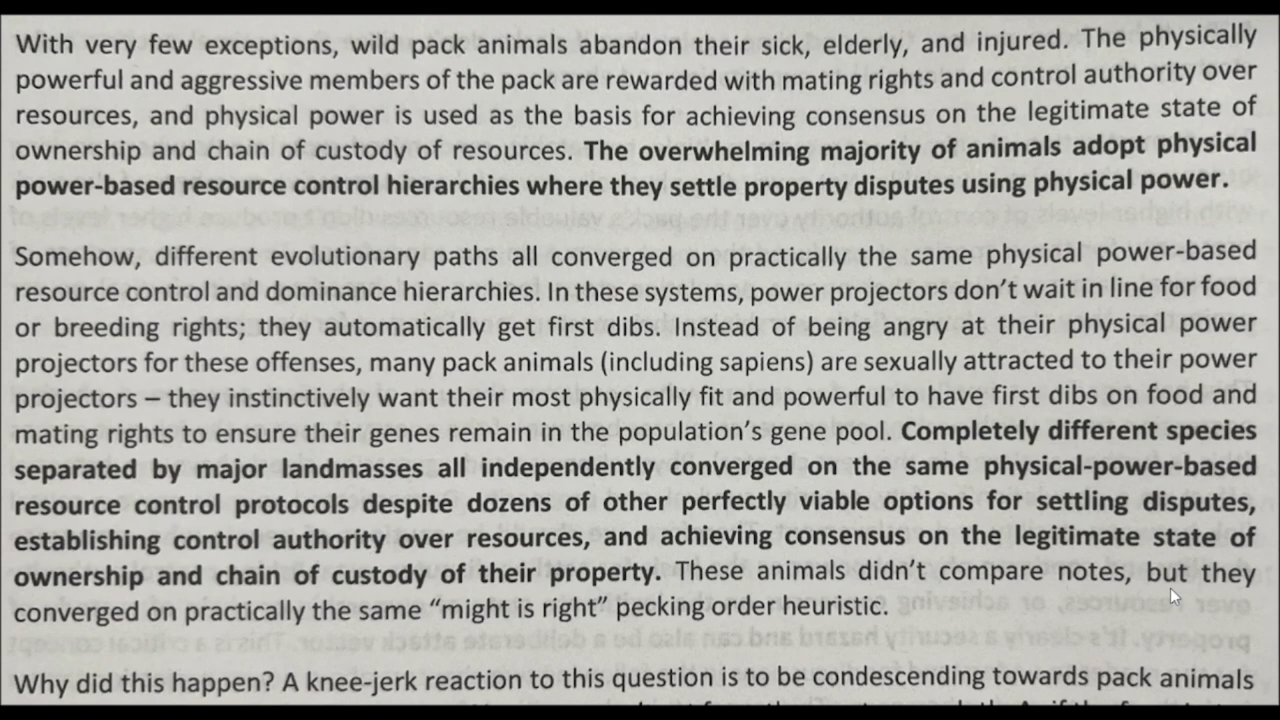 With very few exceptions, wild pack animals abandon their sick, elderly, and injured. The physically
powerful and aggressive members of the pack are rewarded with mating rights and control authority over
resources, and physical power is used as the basis for achieving consensus on the legitimate state of
ownership and chain of custody of resources. The overwhelming majority of animals adopt physical
power-based resource control hierarchies where they settle property disputes using physical power.
Somehow, different evolutionary paths all converged on practically the same physical power-based
resource control and dominance hierarchies. In these systems, power projectors don't wait in line for food
or breeding rights; they automatically get first dibs. Instead of being angry at their physical power
projectors for these offenses, many pack animals (including sapiens) are sexually attracted to their power
projectors – they instinctively want their most physically fit and powerful to have first dibs on food and
mating rights to ensure their genes remain in the population's gene pool. Completely different species
separated by major landmasses all independently converged on the same physical-power-based
resource control protocols despite dozens of other perfectly viable options for settling disputes,
establishing control authority over resources, and achieving consensus on the legitimate state of
ownership and chain of custody of their property. These animals didn't compare notes, but they
converged on practically the same "might is right" pecking order heuristic.
Why did this happen? A knee-jerk reaction to this question is to be condescending towards pack animals